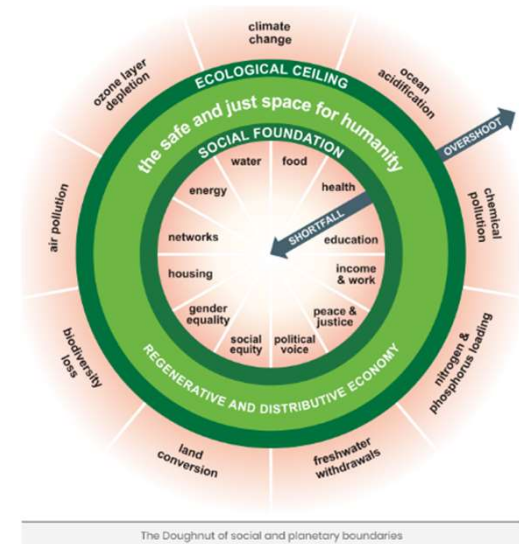 climate
change
ozone layer
depletion
ocean
acidification
ECOLOGICAL CEILING
the safe and just space for humanity
OVERSHOOT
SOCIAL FOUNDATION
water
food
energy
health
SHORTFALL
air pollution
chemical
pollution
networks
education
housing
income
& work
gender
equality
peace &
justice
social
equity
political
voice
biodiversity
loss
nitrogen &
phosphorus loading
REGENERATIVE AND DISTRIBUTIVE ECONOMY
land
conversion
freshwater
withdrawals
The Doughnut of social and planetary boundaries